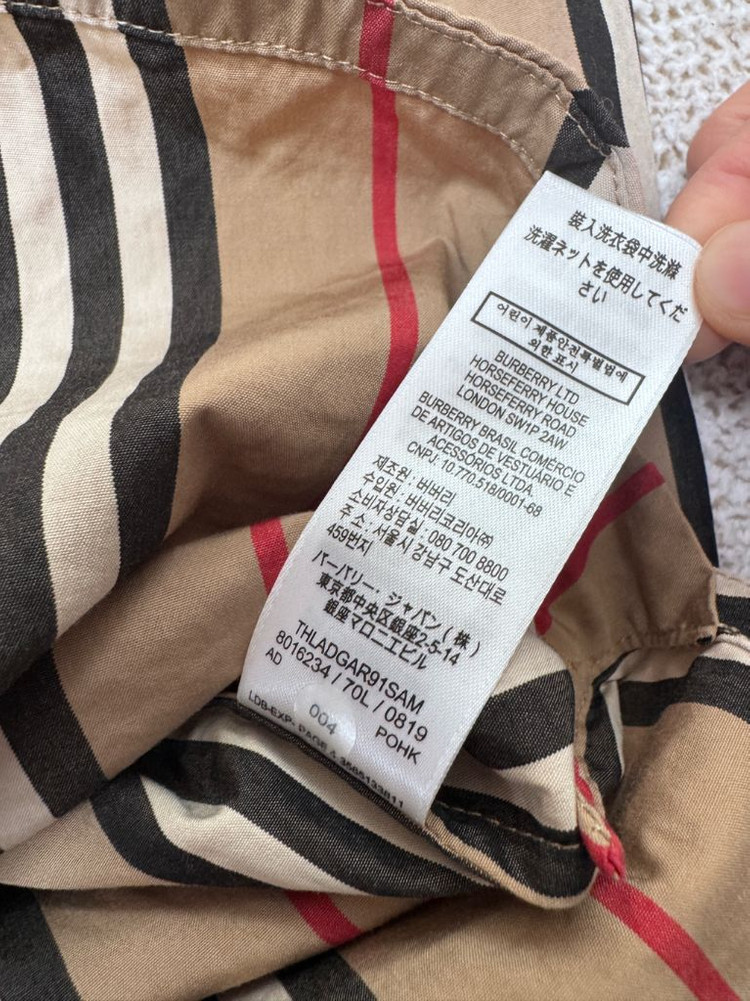 裝入洗衣袋中洗滌
洗濯ネットを使用してくだ
さい
어린이 제품안전특별법에
의한 표시
BURBERRY LTD
HORSEFERRY HOUSE
HORSEFERRY ROAD
LONDON SW1P 2AW
BURBERRY BRASIL COMÉRCIO
DE ARTIGOS DE VESTUÁRIO E
ACESSÓRIOS LTDA.
CNPJ: 10.770.518/0001-68
제조원 : 버버리
수입원 : 버버리코리아㈜
소비자상담실 : 080 700 8800
주 소 : 서울시 강남구 도산대로
459번지
バーバリー・ジャパン(株)
東京都中央区銀座2-5-14
銀座マロニエビル
THLADGAR91SAM
8016234 / 70L / 0819
AD POHK
004
LDB-EXP- PAGE 4